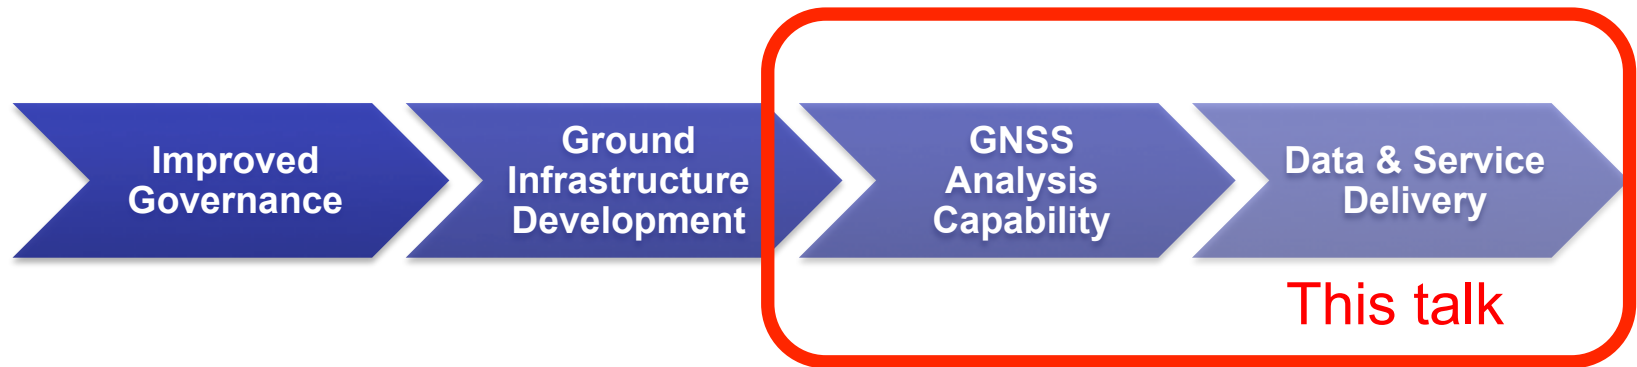 Improved
Governance
Ground
Infrastructure
Development
GNSS
Analysis
Capability
Data & Service
Delivery
This talk